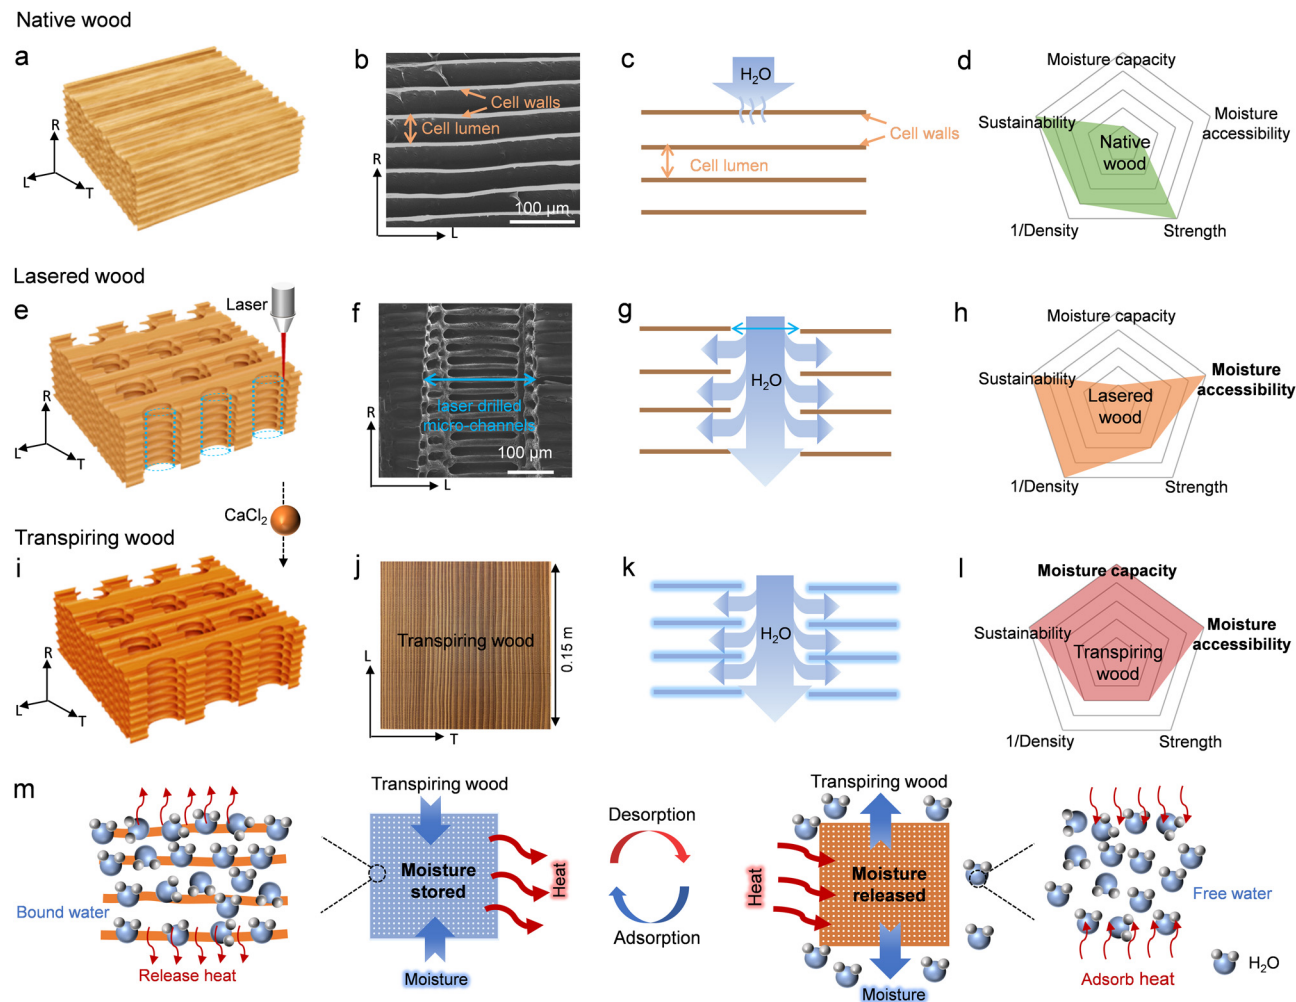 Native wood
a
R
L
T
b
Cell walls
Cell lumen
R
100 μm
L
c
H₂O
Cell walls
Cell lumen
d
Moisture capacity
Moisture
accessibility
Sustainability
Native
wood
1/Density
Strength
Lasered wood
e
Laser
R
L
T
f
laser drilled
micro-channels
R
100 μm
L
g
H₂O
h
Moisture capacity
Moisture
accessibility
Sustainability
Lasered
wood
1/Density
Strength
CaCl₂
Transpiring wood
i
R
L
T
j
Transpiring wood
0.15 m
L
T
k
H₂O
l
Moisture capacity
Moisture
accessibility
Sustainability
Transpiring
wood
1/Density
Strength
m
Bound water
Release heat
Transpiring wood
Moisture
stored
Heat
Moisture
Desorption
Adsorption
Transpiring wood
Heat
Moisture
released
Moisture
Free water
Adsorb heat
H₂O